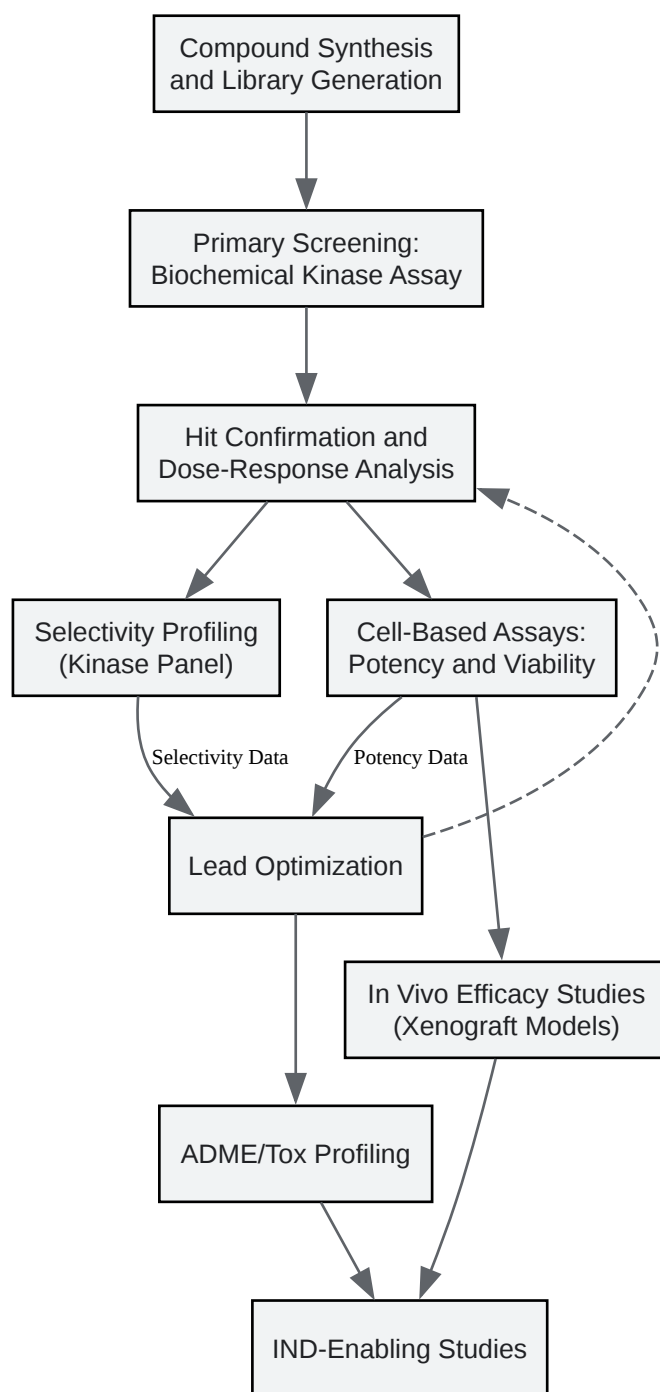 Compound Synthesis
and Library Generation
Primary Screening:
Biochemical Kinase Assay
Hit Confirmation and
Dose-Response Analysis
Selectivity Profiling
(Kinase Panel)
Cell-Based Assays:
Potency and Viability
Selectivity Data
Potency Data
Lead Optimization
In Vivo Efficacy Studies
(Xenograft Models)
ADME/Tox Profiling
IND-Enabling Studies